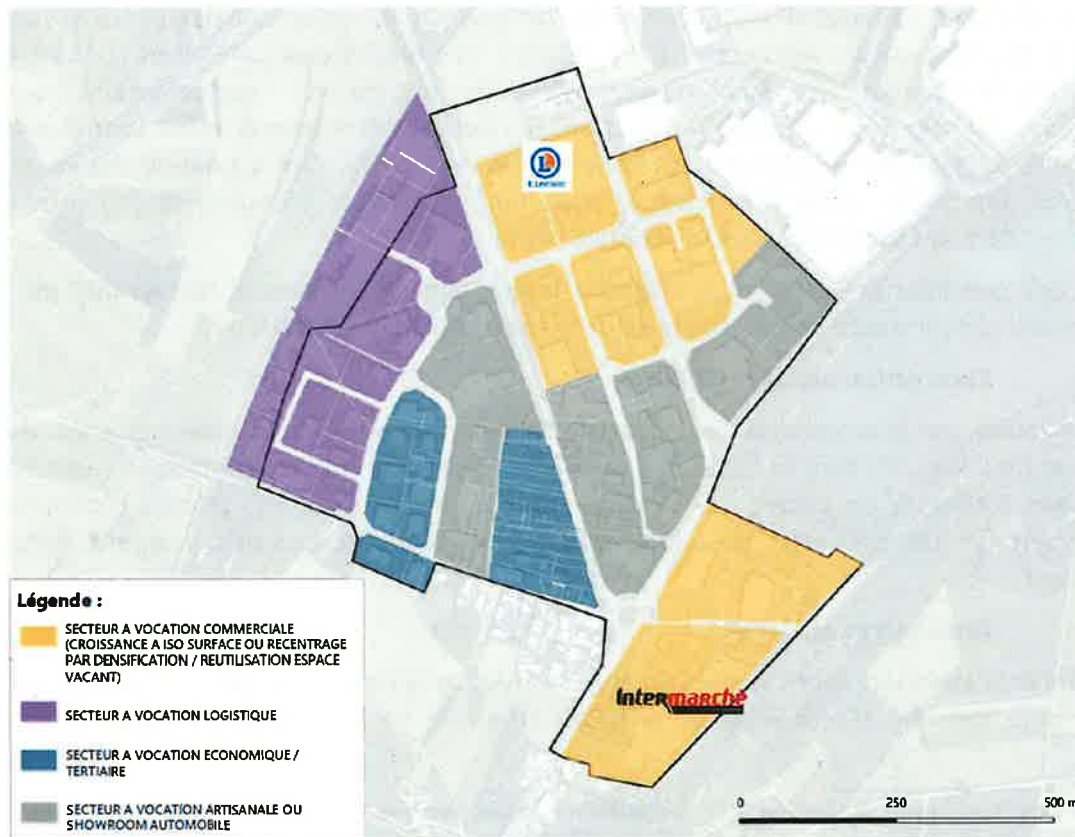 E.LECLERC
Intermarché
Légende :
SECTEUR A VOCATION COMMERCIALE
(CROISSANCE A ISO SURFACE OU RECENTRAGE
PAR DENSIFICATION / REUTILISATION ESPACE
VACANT)
SECTEUR A VOCATION LOGISTIQUE
SECTEUR A VOCATION ECONOMIQUE /
TERTIAIRE
SECTEUR A VOCATION ARTISANALE OU
SHOWROOM AUTOMOBILE
0 250 500 m